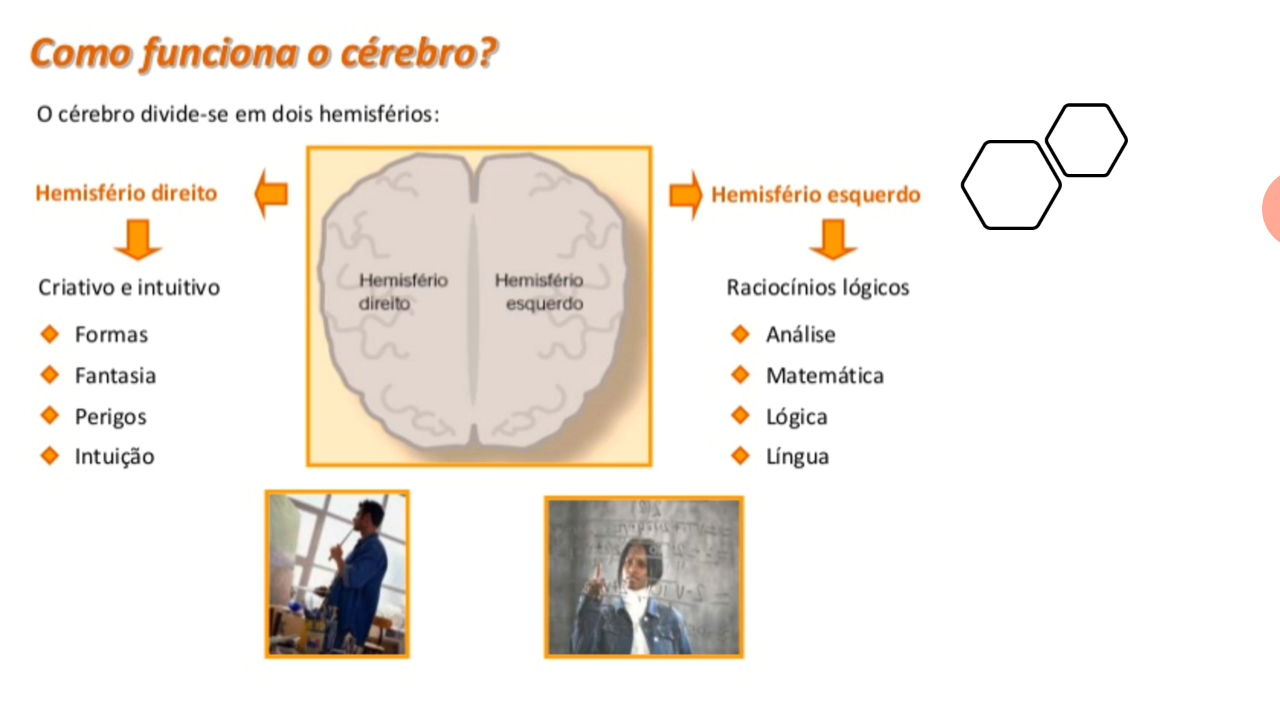 Como funciona o cérebro?
O cérebro divide-se em dois hemisférios:
Hemisfério direito
Criativo e intuitivo
Formas
Fantasia
Perigos
Intuição
Hemisfério
direito
Hemisfério
esquerdo
Hemisfério esquerdo
Raciocínios lógicos
Análise
Matemática
Lógica
Língua